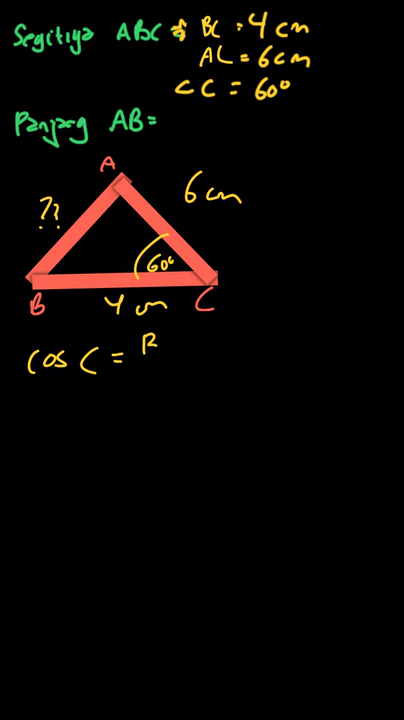 Segitiga ABC BC : 4 cm
AC = 6 cm
< C = 60°
Panjang AB =
A
??
6 cm
60°
B
4 cm
C
cos C =